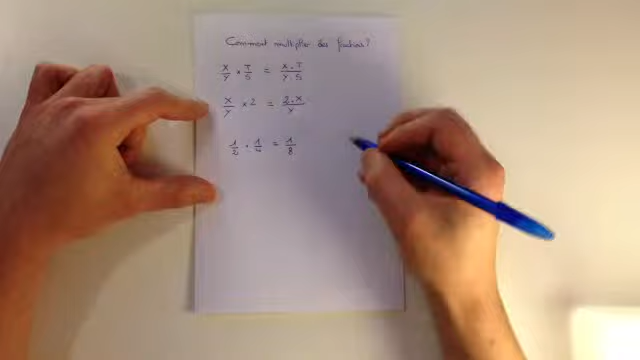 Comment multiplier des fractions ?
X/Y • T/S = X • T / Y • S
X/Y × 2 = 2 • X / Y
1/2 • 1/4 = 1/8